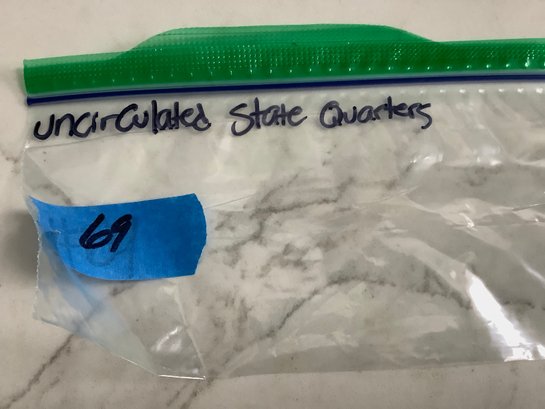 uncirculated State Quarters
69